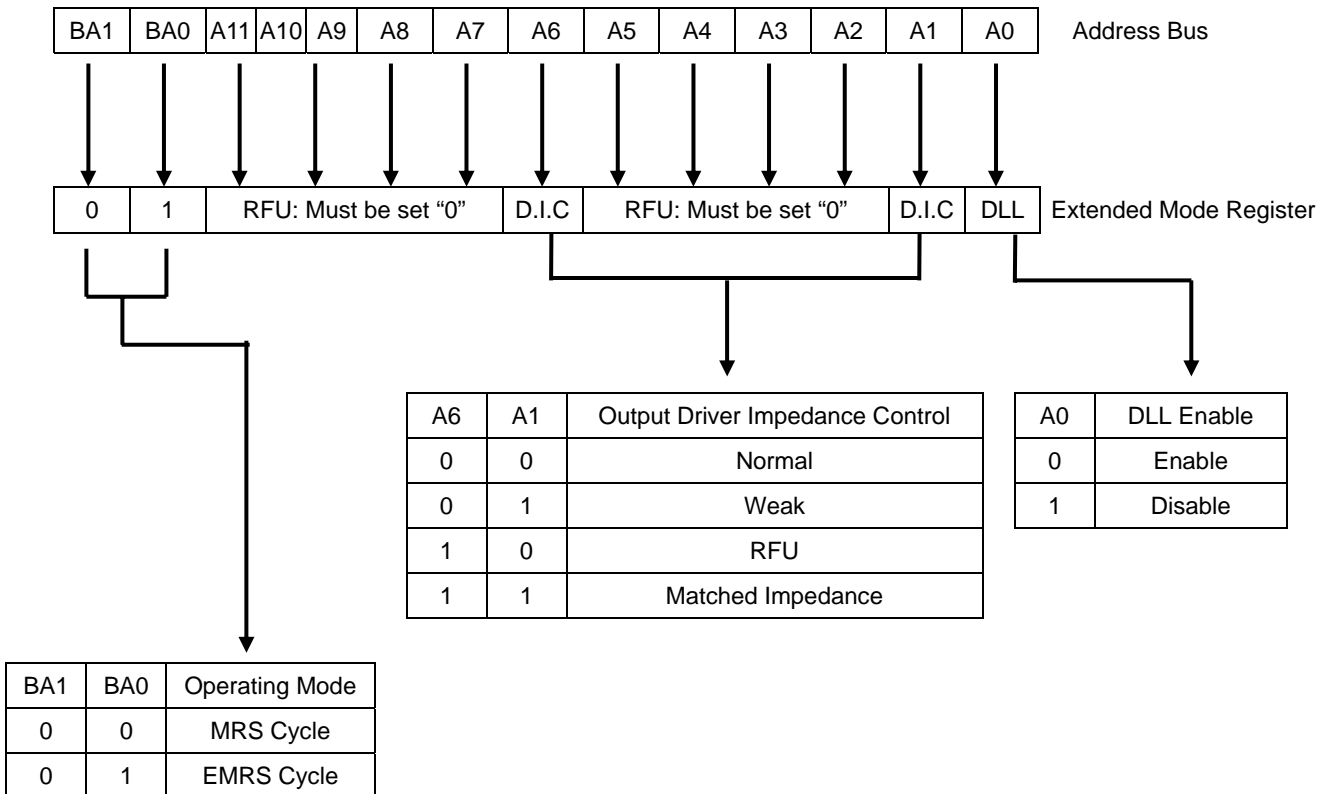 BA1 BA0 A11 A10 A9 A8 A7 A6 A5 A4 A3 A2 A1 A0 Address Bus
0 1 RFU: Must be set “0” D.I.C RFU: Must be set “0” D.I.C DLL Extended Mode Register
A6 A1 Output Driver Impedance Control
0 0 Normal
0 1 Weak
1 0 RFU
1 1 Matched Impedance
A0 DLL Enable
0 Enable
1 Disable
BA1 BA0 Operating Mode
0 0 MRS Cycle
0 1 EMRS Cycle